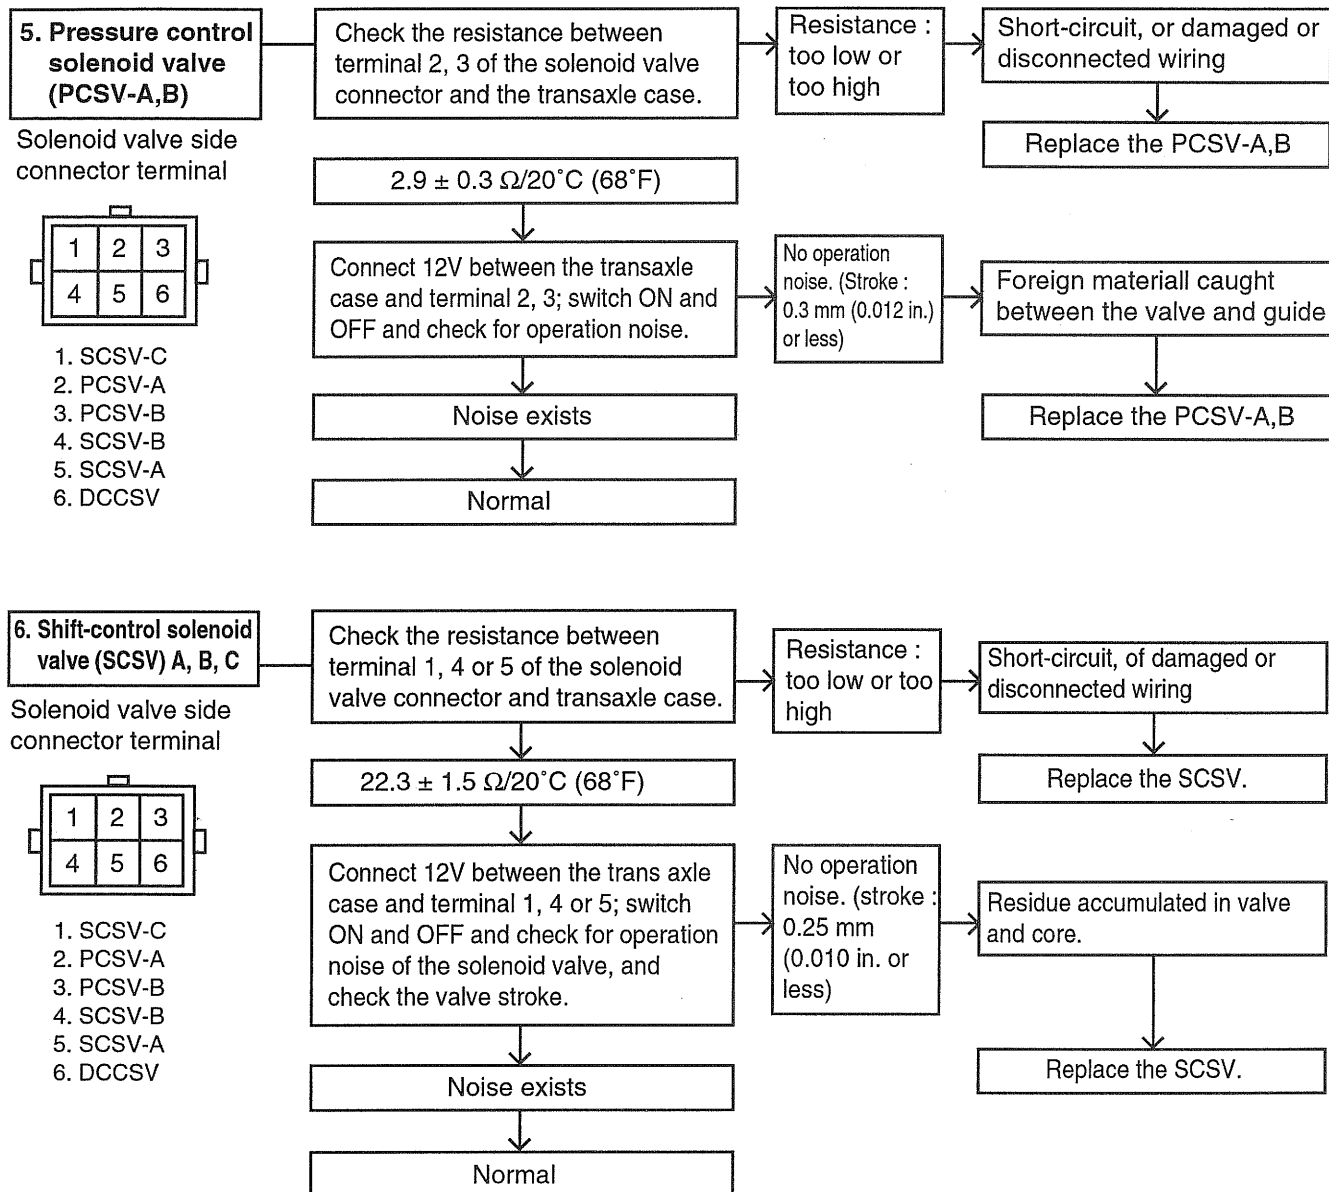 5. Pressure control
solenoid valve
(PCSV-A,B)
Solenoid valve side
connector terminal
1 2 3
4 5 6
1. SCSV-C
2. PCSV-A
3. PCSV-B
4. SCSV-B
5. SCSV-A
6. DCCSV
Check the resistance between
terminal 2, 3 of the solenoid valve
connector and the transaxle case.
Resistance :
too low or
too high
Short-circuit, or damaged or
disconnected wiring
Replace the PCSV-A,B
2.9 ± 0.3 Ω/20˚C (68˚F)
Connect 12V between the transaxle
case and terminal 2, 3; switch ON and
OFF and check for operation noise.
No operation
noise. (Stroke :
0.3 mm (0.012 in.)
or less)
Foreign materiall caught
between the valve and guide
Replace the PCSV-A,B
Noise exists
Normal
6. Shift-control solenoid
valve (SCSV) A, B, C
Solenoid valve side
connector terminal
1 2 3
4 5 6
1. SCSV-C
2. PCSV-A
3. PCSV-B
4. SCSV-B
5. SCSV-A
6. DCCSV
Check the resistance between
terminal 1, 4 or 5 of the solenoid
valve connector and transaxle case.
Resistance :
too low or too
high
Short-circuit, of damaged or
disconnected wiring
Replace the SCSV.
22.3 ± 1.5 Ω/20˚C (68˚F)
Connect 12V between the trans axle
case and terminal 1, 4 or 5; switch
ON and OFF and check for operation
noise of the solenoid valve, and
check the valve stroke.
No operation
noise. (stroke :
0.25 mm
(0.010 in. or
less)
Residue accumulated in valve
and core.
Replace the SCSV.
Noise exists
Normal